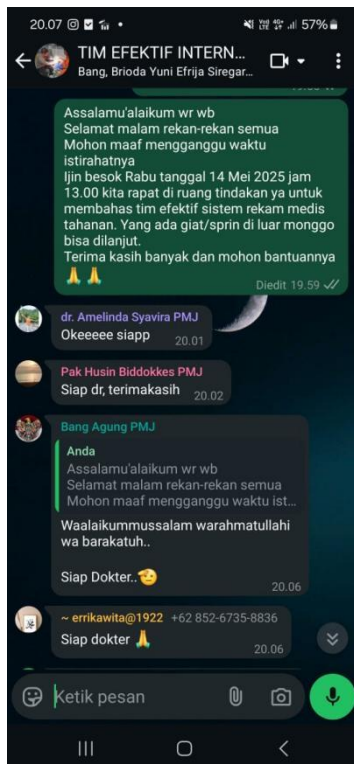 20.07
57%
TIM EFEKTIF INTERN...
Bang, Brioda Yuni Efrija Siregar...
Assalamu'alaikum wr wb
Selamat malam rekan-rekan semua
Mohon maaf mengganggu waktu
istirahatnya
Ijin besok Rabu tanggal 14 Mei 2025 jam
13.00 kita rapat di ruang tindakan ya untuk
membahas tim efektif sistem rekam medis
tahanan. Yang ada giat/sprin di luar monggo
bisa dilanjut.
Terima kasih banyak dan mohon bantuannya
🙏 🙏
Diedit 19.59
dr. Amelinda Syavira PMJ
Okeeeee siapp
20.01
Pak Husin Biddokkes PMJ
Siap dr, terimakasih
20.02
Bang Agung PMJ
Anda
Assalamu'alaikum wr wb
Selamat malam rekan-rekan semua
Mohon maaf mengganggu waktu ist...
Waalaikummussalam warahmatullahi
wa barakatuh..
Siap Dokter..🫡
20.06
~ errikawita@1922 +62 852-6735-8836
Siap dokter 🙏
20.06
Ketik pesan